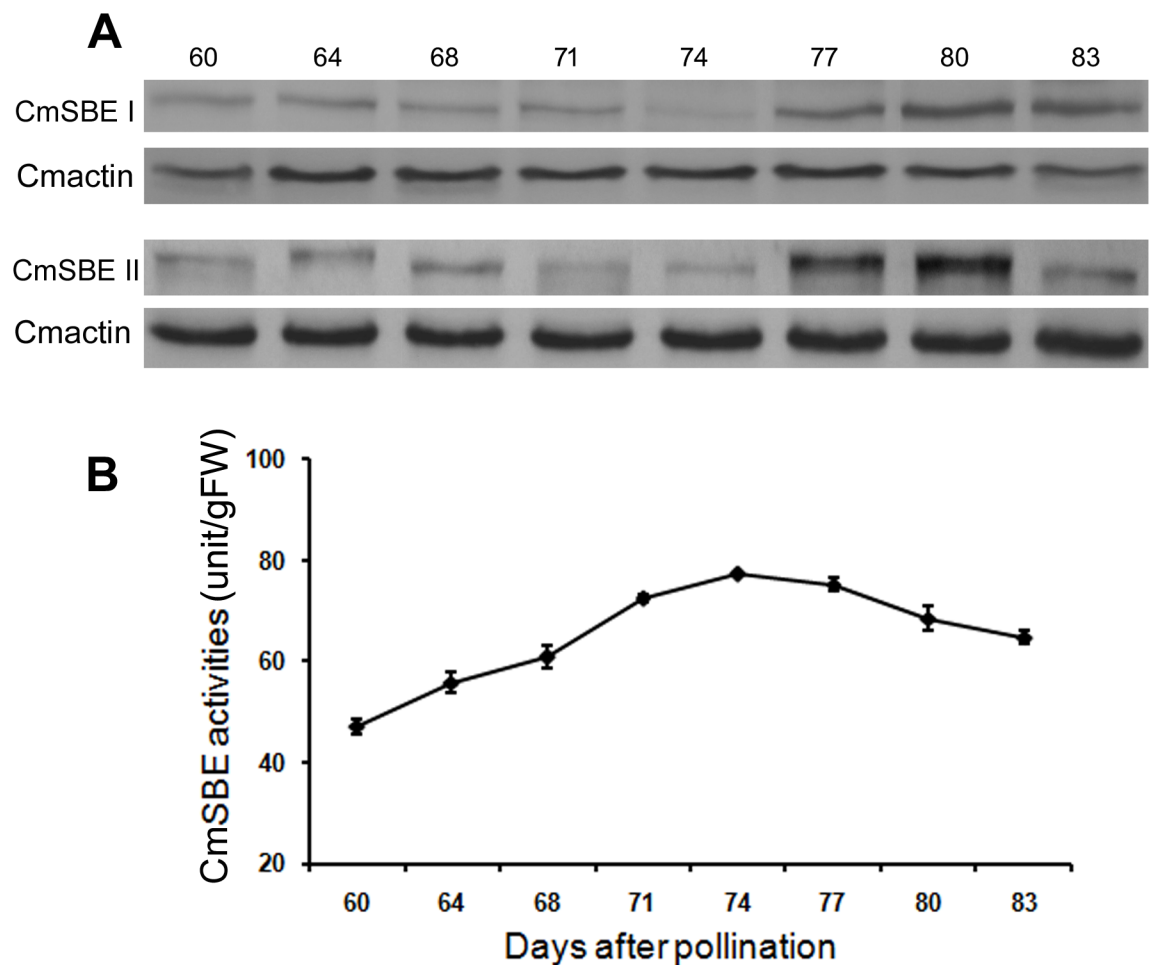 A
60 64 68 71 74 77 80 83
CmSBE I
Cmactin
CmSBE II
Cmactin
B
CmSBE activities (unit/gFW)
100
80
60
40
20
60 64 68 71 74 77 80 83
Days after pollination